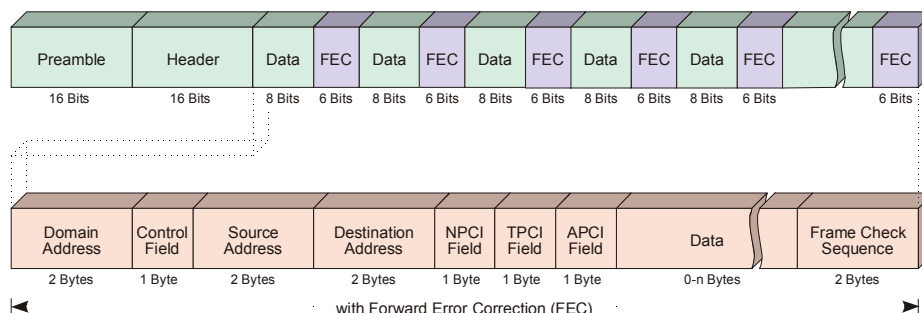 Preamble Header Data FEC Data FEC Data FEC Data FEC Data FEC FEC
16 Bits 16 Bits 8 Bits 6 Bits 8 Bits 6 Bits 8 Bits 6 Bits 8 Bits 6 Bits 8 Bits 6 Bits 6 Bits
Domain Control Source Destination NPCI TPCI APCI Data Frame Check
Address Field Address Address Field Field Field Sequence
2 Bytes 1 Byte 2 Bytes 2 Bytes 1 Byte 1 Byte 1 Byte 0-n Bytes 2 Bytes
with Forward Error Correction (FEC)